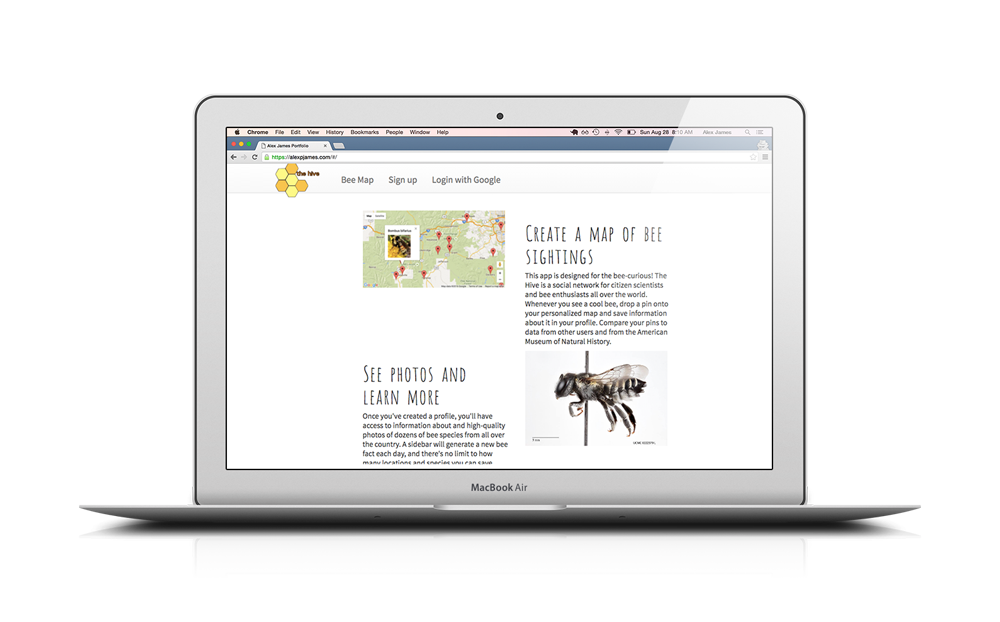 Chrome File Edit View History Bookmarks People Window Help Sun Aug 28 8:10 AM Alex James
Alex James Portfolio
https://alexpjames.com/#/
the hive
Bee Map Sign up Login with Google
Map
CREATE A MAP OF BEE
SIGHTINGS
This app is designed for the bee-curious! The
Hive is a social network for citizen scientists
and bee enthusiasts all over the world.
Whenever you see a cool bee, drop a pin onto
your personalized map and save information
about it in your profile. Compare your pins to
data from other users and from the American
Museum of Natural History.
SEE PHOTOS AND
LEARN MORE
Once you've created a profile, you'll have
access to information about and high-quality
photos of dozens of bee species from all over
the country. A sidebar will generate a new bee
fact each day, and there's no limit to how
many locations and species you can save
MacBook Air